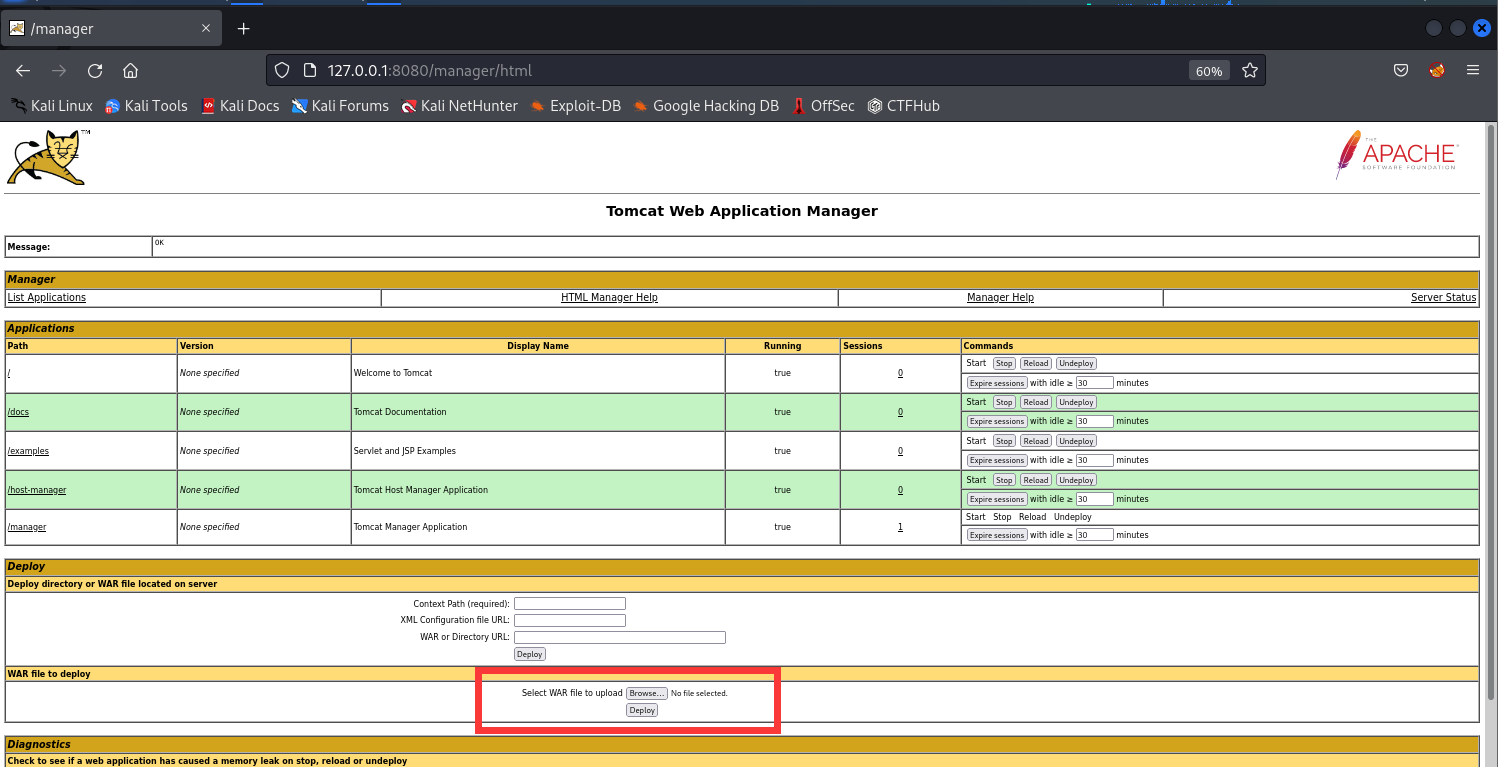 /manager
127.0.0.1:8080/manager/html 60%
Kali Linux Kali Tools Kali Docs Kali Forums Kali NetHunter Exploit-DB Google Hacking DB OffSec CTFHub
TM
THE
APACHE
SOFTWARE FOUNDATION
Tomcat Web Application Manager
Message: OK
Manager
List Applications HTML Manager Help Manager Help Server Status
Applications
Path Version Display Name Running Sessions Commands
/ None specified Welcome to Tomcat true 0 Start Stop Reload Undeploy
Expire sessions with idle ≥ 30 minutes
/docs None specified Tomcat Documentation true 0 Start Stop Reload Undeploy
Expire sessions with idle ≥ 30 minutes
/examples None specified Servlet and JSP Examples true 0 Start Stop Reload Undeploy
Expire sessions with idle ≥ 30 minutes
/host-manager None specified Tomcat Host Manager Application true 0 Start Stop Reload Undeploy
Expire sessions with idle ≥ 30 minutes
/manager None specified Tomcat Manager Application true 1 Start Stop Reload Undeploy
Expire sessions with idle ≥ 30 minutes
Deploy
Deploy directory or WAR file located on server
Context Path (required):
XML Configuration file URL:
WAR or Directory URL:
Deploy
WAR file to deploy
Select WAR file to upload Browse... No file selected.
Deploy
Diagnostics
Check to see if a web application has caused a memory leak on stop, reload or undeploy